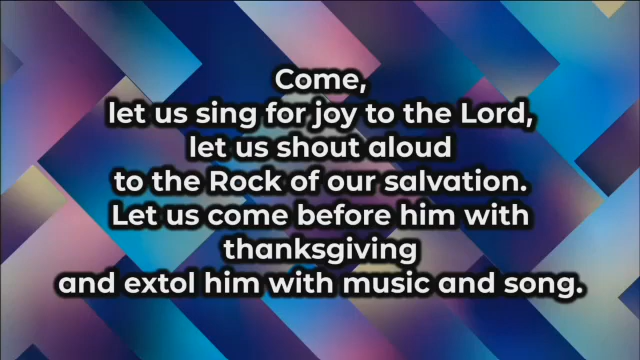 Come,
let us sing for joy to the Lord,
let us shout aloud
to the Rock of our salvation.
Let us come before him with
thanksgiving
and extol him with music and song.